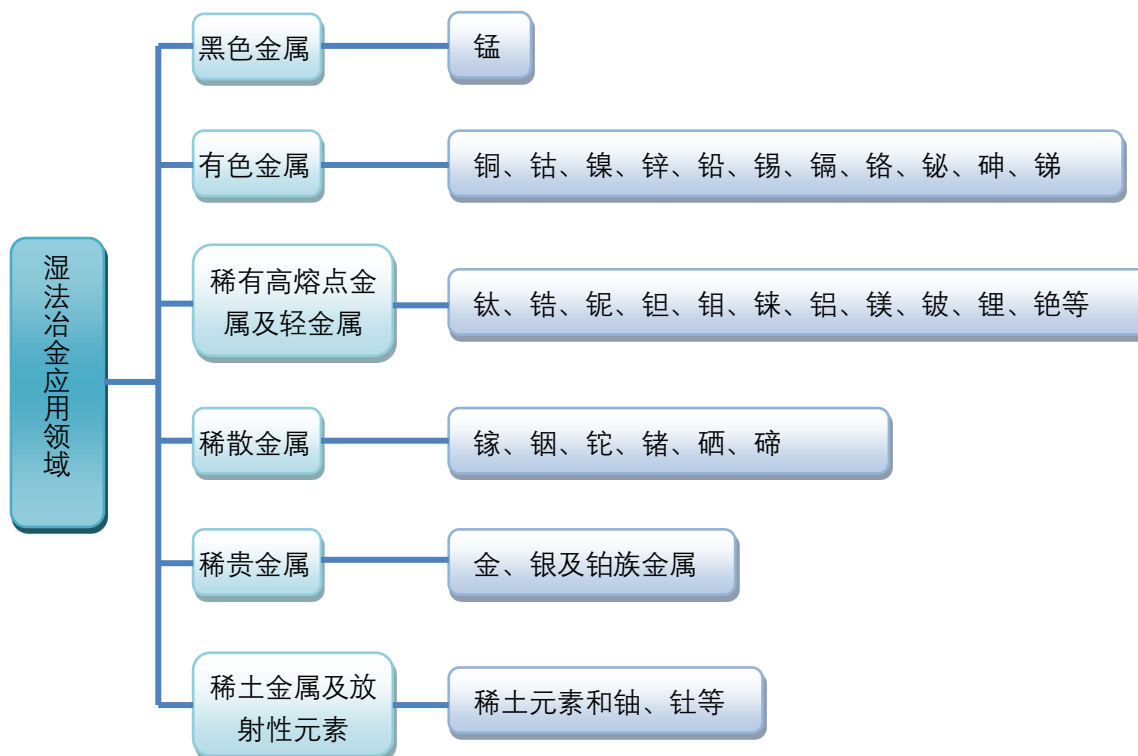 湿法冶金应用领域
黑色金属
锰
有色金属
铜、钴、镍、锌、铅、锡、镉、铬、铋、砷、锑
稀有高熔点金
属及轻金属
钛、锆、铌、钽、钼、铼、铝、镁、铍、锂、铯等
稀散金属
镓、铟、铊、锗、硒、碲
稀贵金属
金、银及铂族金属
稀土金属及放
射性元素
稀土元素和铀、钍等